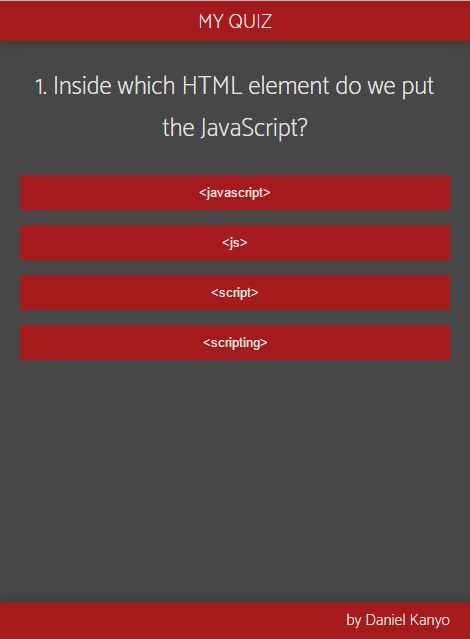 MY QUIZ
1. Inside which HTML element do we put
the JavaScript?
<javascript>
<js>
<script>
<scripting>
by Daniel Kanyo